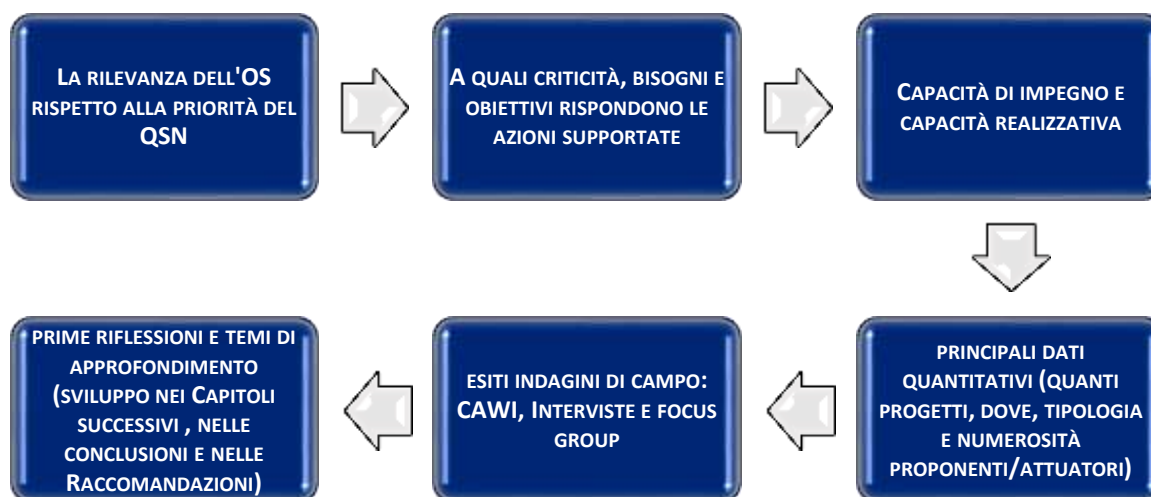 LA RILEVANZA DELL'OS
RISPETTO ALLA PRIORITÀ DEL
QSN
A QUALI CRITICITÀ, BISOGNI E
OBIETTIVI RISPONDONO LE
AZIONI SUPPORTATE
CAPACITÀ DI IMPEGNO E
CAPACITÀ REALIZZATIVA
PRINCIPALI DATI
QUANTITATIVI (QUANTI
PROGETTI, DOVE, TIPOLOGIA
E NUMEROSITÀ
PROPONENTI/ATTUATORI)
ESITI INDAGINI DI CAMPO:
CAWI, INTERVISTE E FOCUS
GROUP
PRIME RIFLESSIONI E TEMI DI
APPROFONDIMENTO
(SVILUPPO NEI CAPITOLI
SUCCESSIVI , NELLE
CONCLUSIONI E NELLE
RACCOMANDAZIONI)